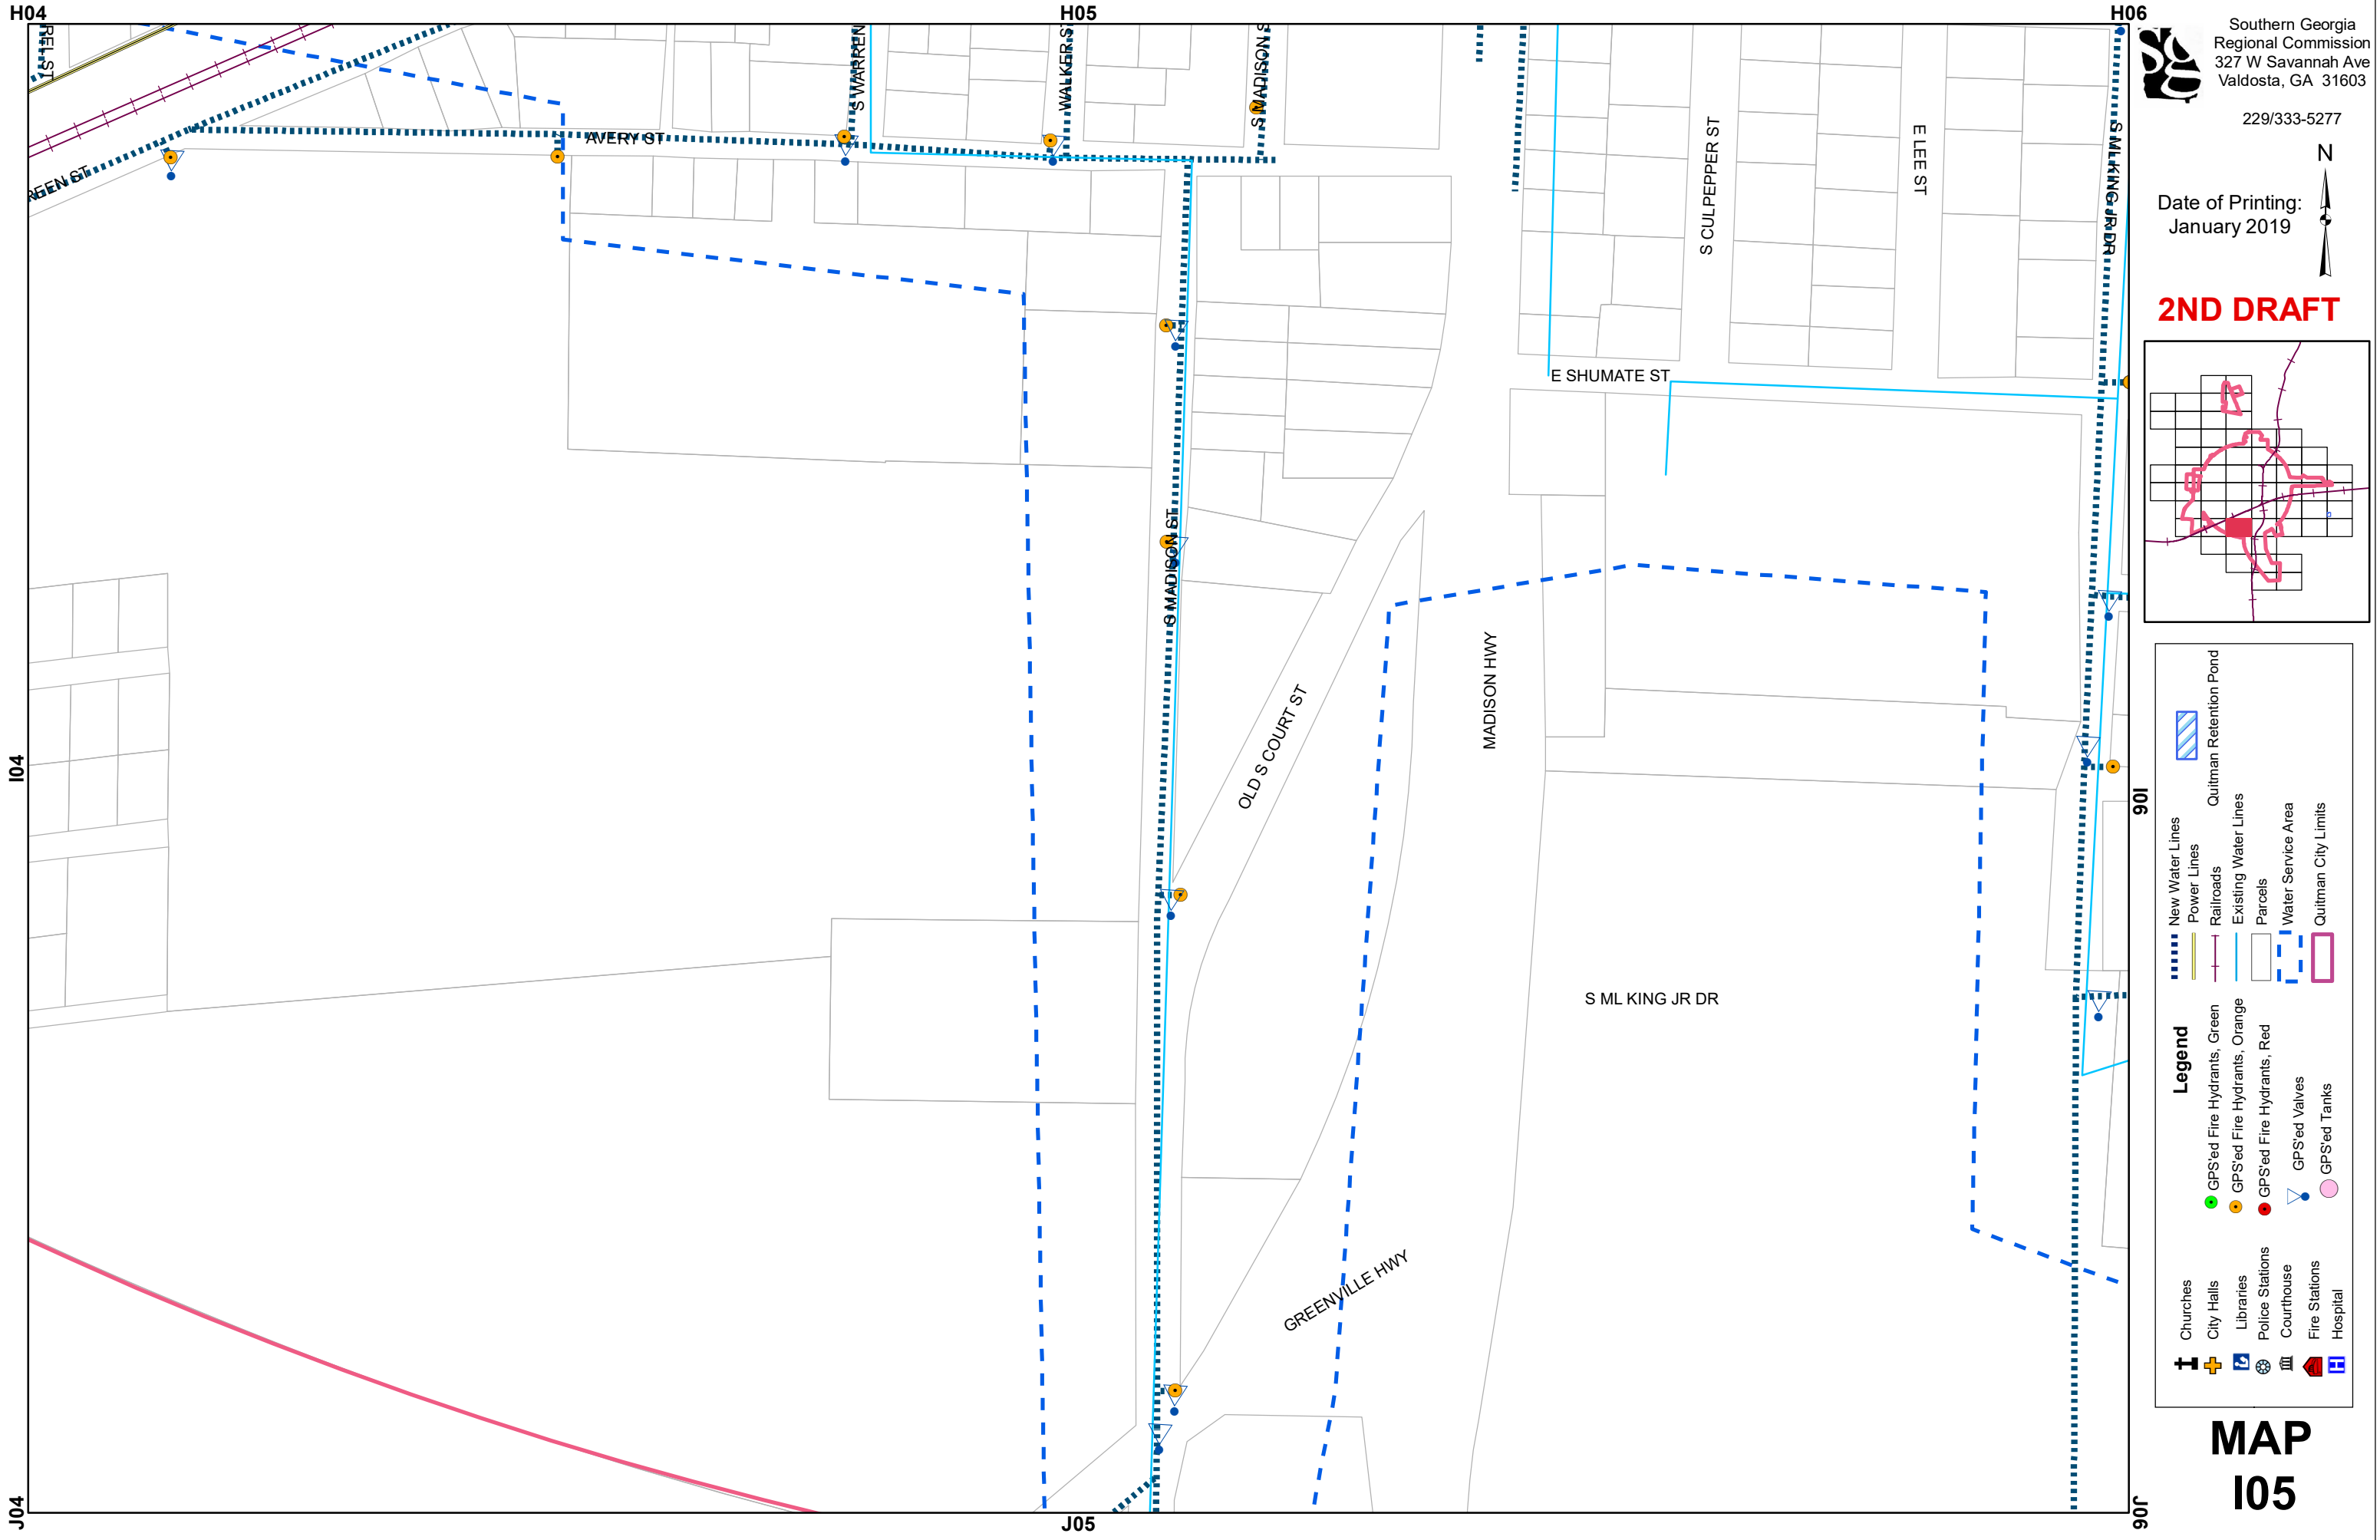 H04
H05
H06
Southern Georgia
Regional Commission
327 W Savannah Ave
Valdosta, GA  31603
229/333-5277
N
Date of Printing:
January 2019
2ND DRAFT
REL ST
S WARREN
WALKER ST
S MADISON S
AVERY ST
REEN ST
S CULPEPPER ST
E LEE ST
S ML KING JR DR
E SHUMATE ST
S MADISON ST
OLD S COURT ST
MADISON HWY
S ML KING JR DR
GREENVILLE HWY
I04
I06
J04
J05
J06
Legend
New Water Lines
Power Lines
Railroads
Existing Water Lines
Parcels
Water Service Area
Quitman City Limits
Quitman Retention Pond
GPS'ed Fire Hydrants, Green
GPS'ed Fire Hydrants, Orange
GPS'ed Fire Hydrants, Red
GPS'ed Valves
GPS'ed Tanks
Churches
City Halls
Libraries
Police Stations
Courthouse
Fire Stations
Hospital
MAP
I05